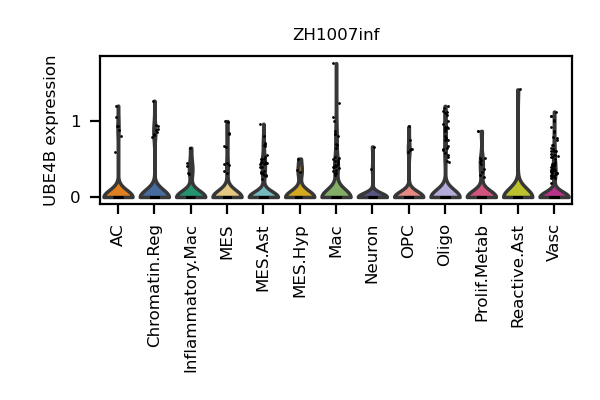 ZH1007inf
UBE4B expression
1
0
AC
Chromatin.Reg
Inflammatory.Mac
MES
MES.Ast
MES.Hyp
Mac
Neuron
OPC
Oligo
Prolif.Metab
Reactive.Ast
Vasc